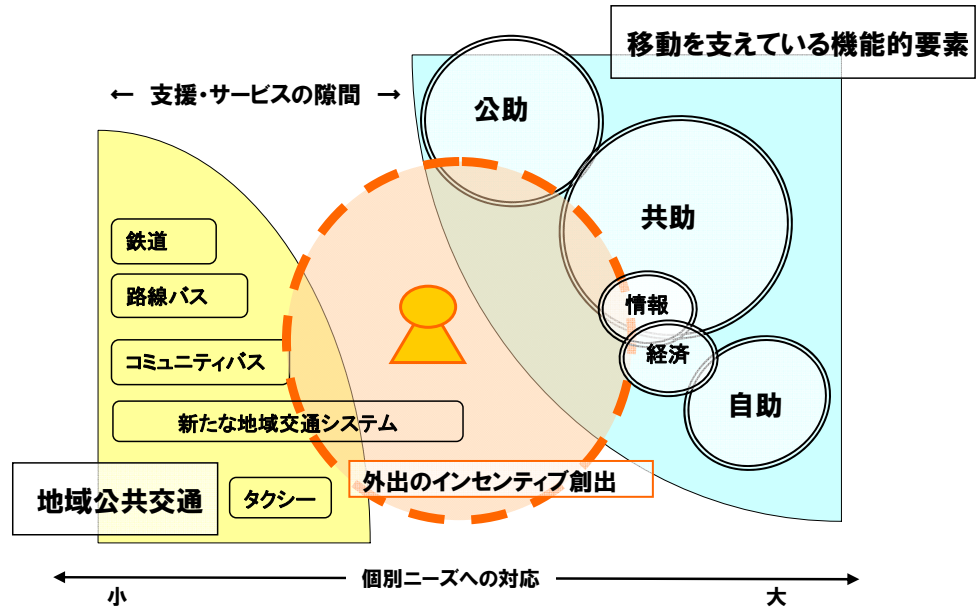 移動を支えている機能的要素
← 支援・サービスの隙間 →
公助
共助
鉄道
路線バス
情報
コミュニティバス
経済
自助
新たな地域交通システム
外出のインセンティブ創出
地域公共交通
タクシー
個別ニーズへの対応
小
大